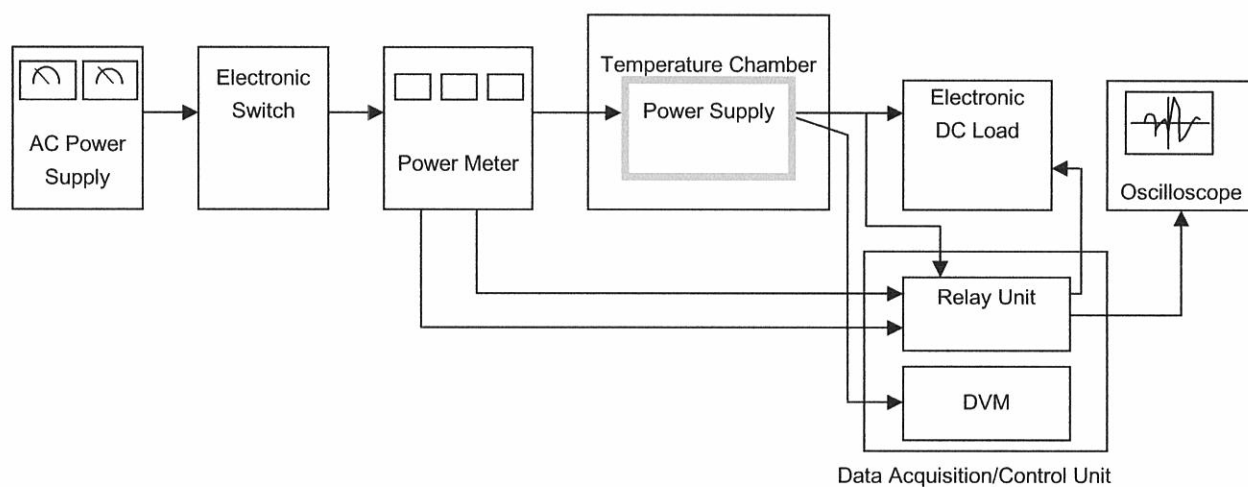 AC Power
Supply
Electronic
Switch
Power Meter
Temperature Chamber
Power Supply
Electronic
DC Load
Oscilloscope
Relay Unit
DVM
Data Acquisition/Control Unit